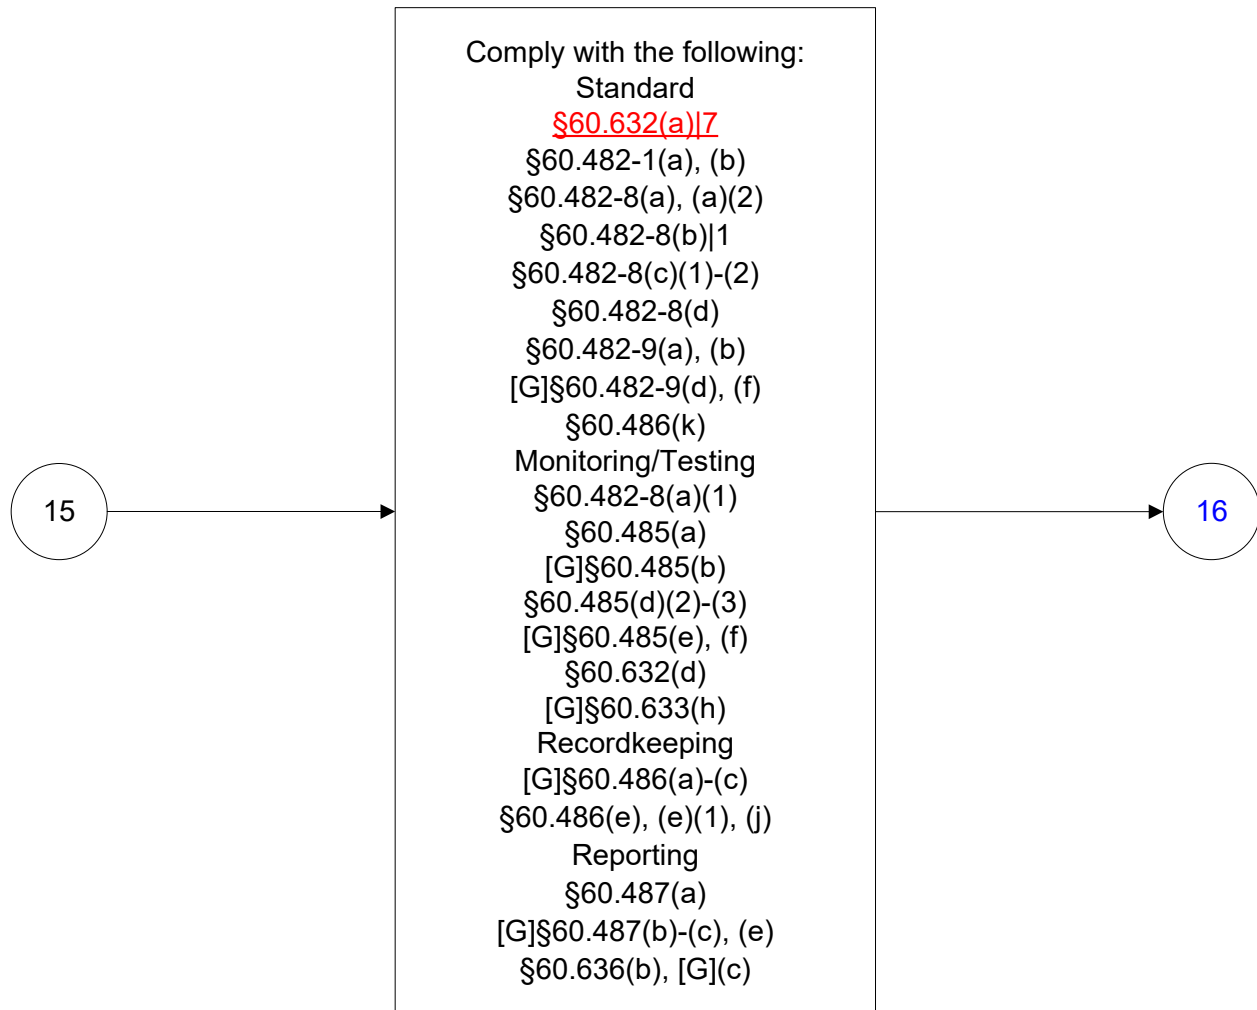 Comply with the following:
Standard
§60.632(a)|7
§60.482-1(a), (b)
§60.482-8(a), (a)(2)
§60.482-8(b)|1
§60.482-8(c)(1)-(2)
§60.482-8(d)
§60.482-9(a), (b)
[G]§60.482-9(d), (f)
§60.486(k)
Monitoring/Testing
§60.482-8(a)(1)
§60.485(a)
[G]§60.485(b)
§60.485(d)(2)-(3)
[G]§60.485(e), (f)
§60.632(d)
[G]§60.633(h)
Recordkeeping
[G]§60.486(a)-(c)
§60.486(e), (e)(1), (j)
Reporting
§60.487(a)
[G]§60.487(b)-(c), (e)
§60.636(b), [G](c)
15
16